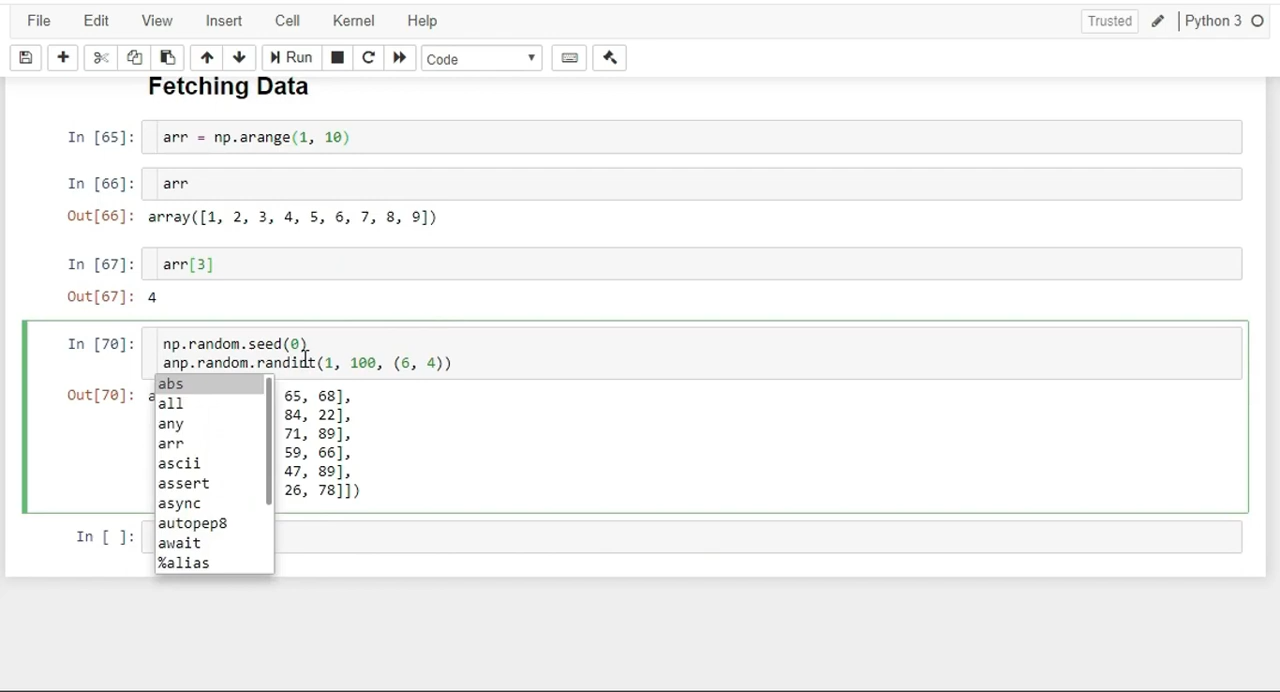 File Edit View Insert Cell Kernel Help Trusted Python 3
Run Code
Fetching Data
In [65]: arr = np.arange(1, 10)
In [66]: arr
Out[66]: array([1, 2, 3, 4, 5, 6, 7, 8, 9])
In [67]: arr[3]
Out[67]: 4
In [70]: np.random.seed(0)
anp.random.randint(1, 100, (6, 4))
Out[70]: a 65, 68],
84, 22],
71, 89],
59, 66],
47, 89],
26, 78]])
abs
all
any
arr
ascii
assert
async
autopep8
await
%alias
In [ ]: